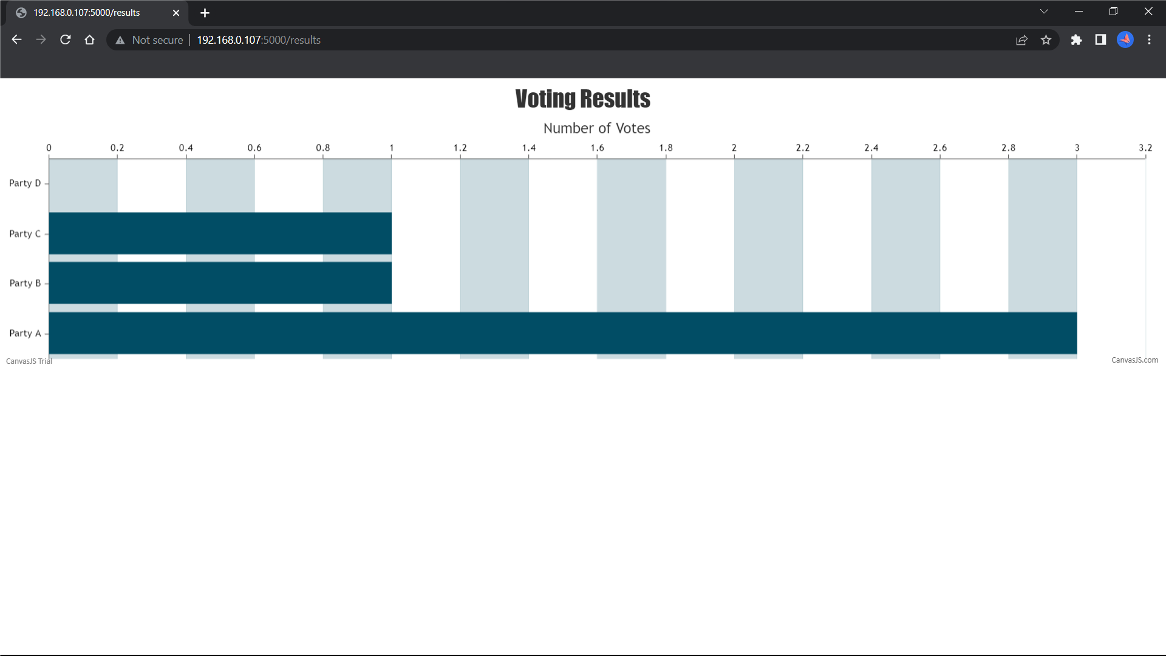 192.168.0.107:5000/results
Not secure
192.168.0.107:5000/results
Voting Results
Number of Votes
0 0.2 0.4 0.6 0.8 1 1.2 1.4 1.6 1.8 2 2.2 2.4 2.6 2.8 3 3.2
Party D
Party C
Party B
Party A
CanvasJS Trial
CanvasJS.com